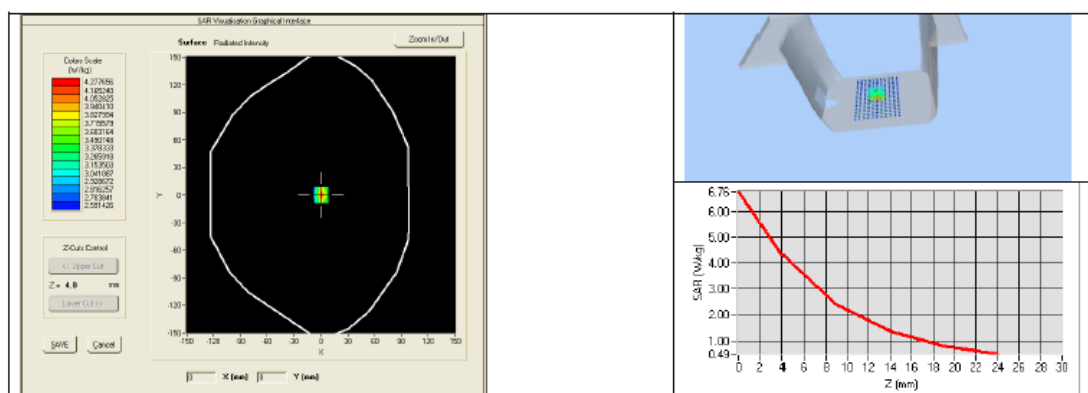 SAR Visualisation Graphical Interface
Surface Radiated Intensity
Zoom In/Out
Colors Scale
(W/kg)
4.277656
4.165240
4.052825
3.940410
3.827994
3.715579
3.603164
3.490748
3.378333
3.265918
3.153503
3.041087
2.928672
2.816257
2.703841
2.591426
Z-Cuts Control
<< Upper Cut
Z = 4.0 mm
Lower Cut >>
SAVE Cancel
150
120
90
60
30
0
-30
-60
-90
-120
-150
Y
-150 -120 -90 -60 -30 0 30 60 90 120 150
X
0 X (mm) 0 Y (mm)
6.76
6.00
5.00
4.00
3.00
2.00
1.00
0.49
SAR (W/kg)
0 2 4 6 8 10 12 14 16 18 20 22 24 26 28 30
Z (mm)